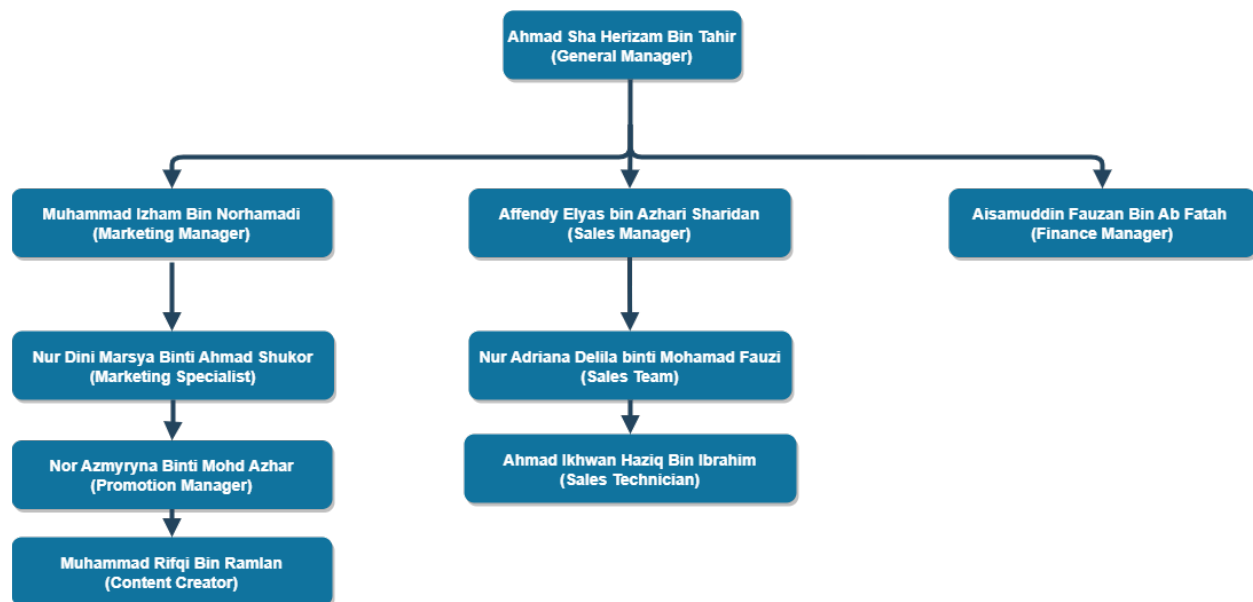 Ahmad Sha Herizam Bin Tahir
(General Manager)
Muhammad Izham Bin Norhamadi
(Marketing Manager)
Affendy Elyas bin Azhari Sharidan
(Sales Manager)
Aisamuddin Fauzan Bin Ab Fatah
(Finance Manager)
Nur Dini Marsya Binti Ahmad Shukor
(Marketing Specialist)
Nur Adriana Delila binti Mohamad Fauzi
(Sales Team)
Nor Azmyryna Binti Mohd Azhar
(Promotion Manager)
Ahmad Ikhwan Haziq Bin Ibrahim
(Sales Technician)
Muhammad Rifqi Bin Ramlan
(Content Creator)